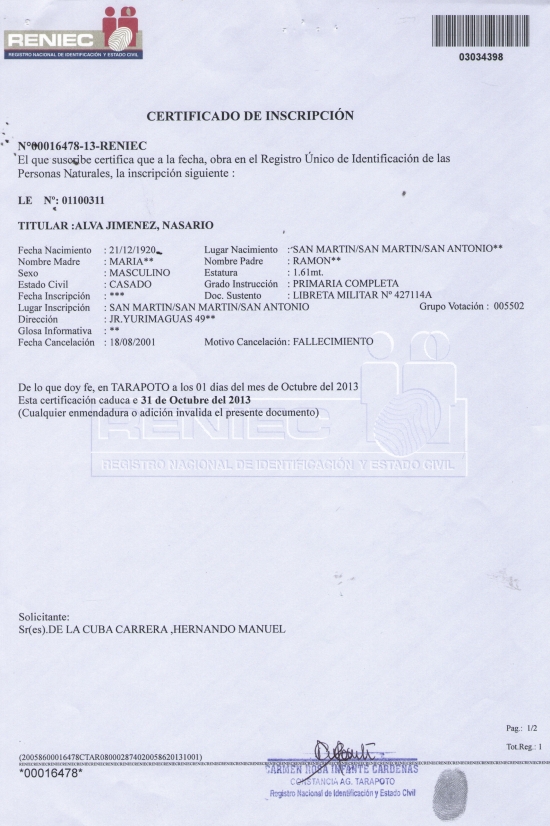 RENIEC
REGISTRO NACIONAL DE IDENTIFICACIÓN Y ESTADO CIVIL
03034398
CERTIFICADO DE INSCRIPCIÓN
N°00016478-13-RENIEC
El que suscribe certifica que a la fecha, obra en el Registro Único de Identificación de las
Personas Naturales, la inscripción siguiente :
LE Nº: 01100311
TITULAR :ALVA JIMENEZ, NASARIO
Fecha Nacimiento : 21/12/1920 Lugar Nacimiento : SAN MARTIN/SAN MARTIN/SAN ANTONIO**
Nombre Madre : MARIA** Nombre Padre : RAMON**
Sexo : MASCULINO Estatura : 1.61mt.
Estado Civil : CASADO Grado Instrucción : PRIMARIA COMPLETA
Fecha Inscripción : *** Doc. Sustento : LIBRETA MILITAR Nº 427114A
Lugar Inscripción : SAN MARTIN/SAN MARTIN/SAN ANTONIO Grupo Votación : 005502
Dirección : JR.YURIMAGUAS 49**
Glosa Informativa : **
Fecha Cancelación : 18/08/2001 Motivo Cancelación: FALLECIMIENTO
De lo que doy fe, en TARAPOTO a los 01 días del mes de Octubre del 2013
Esta certificación caduca e 31 de Octubre del 2013
(Cualquier enmendadura o adición invalida el presente documento)
RENIEC
REGISTRO NACIONAL DE IDENTIFICACIÓN Y ESTADO CIVIL
Solicitante:
Sr(es).DE LA CUBA CARRERA ,HERNANDO MANUEL
Pag.: 1/2
Tot.Reg.: 1
(20058600016478CTAR08000287402005862013100 1)
*00016478*
CARMEN ROSA INFANTE CARDENAS
CONSTANCIA AG. TARAPOTO
Registro Nacional de Identificación y Estado Civil